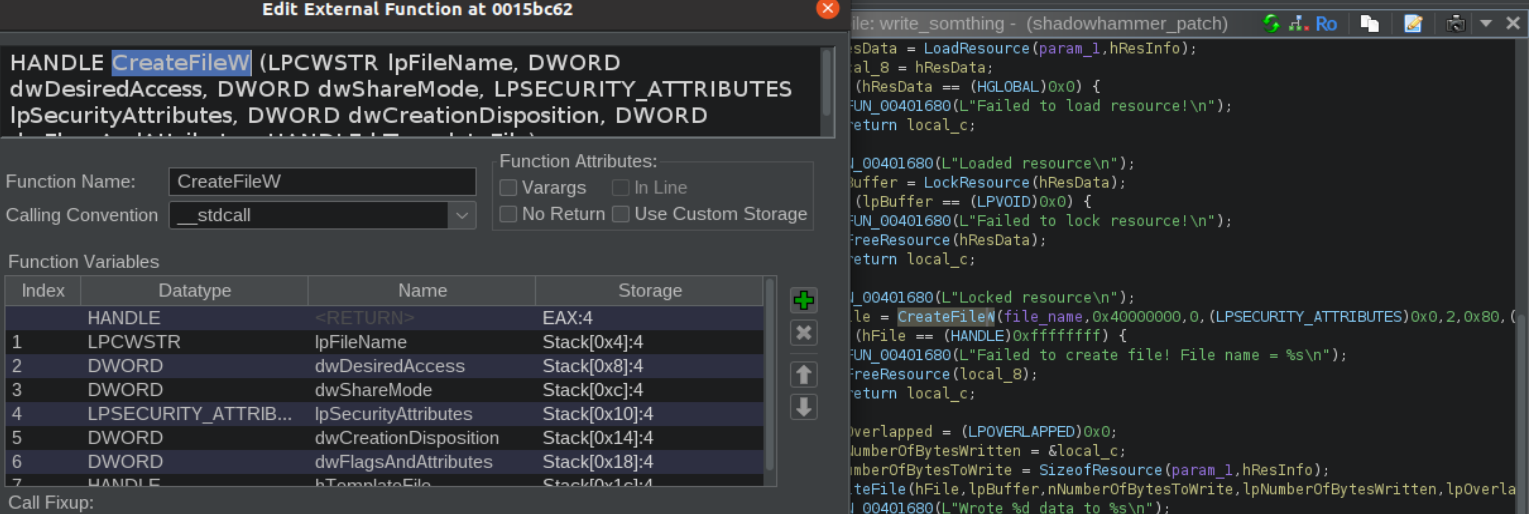 Edit External Function at 0015bc62
HANDLE CreateFileW (LPCWSTR lpFileName, DWORD
dwDesiredAccess, DWORD dwShareMode, LPSECURITY_ATTRIBUTES
lpSecurityAttributes, DWORD dwCreationDisposition, DWORD
Function Name: CreateFileW
Calling Convention __stdcall
Function Attributes:
Varargs In Line
No Return Use Custom Storage
Function Variables
Index Datatype Name Storage
HANDLE <RETURN> EAX:4
1 LPCWSTR lpFileName Stack[0x4]:4
2 DWORD dwDesiredAccess Stack[0x8]:4
3 DWORD dwShareMode Stack[0xc]:4
4 LPSECURITY_ATTRIB... lpSecurityAttributes Stack[0x10]:4
5 DWORD dwCreationDisposition Stack[0x14]:4
6 DWORD dwFlagsAndAttributes Stack[0x18]:4
7 HANDLE hTemplateFile Stack[0x1c]:4
Call Fixup:
ile: write_somthing - (shadowhammer_patch) Ro
esData = LoadResource(param_1,hResInfo);
cal_8 = hResData;
(hResData == (HGLOBAL)0x0) {
FUN_00401680(L"Failed to load resource!\n");
return local_c;
N_00401680(L"Loaded resource\n");
Buffer = LockResource(hResData);
(lpBuffer == (LPVOID)0x0) {
FUN_00401680(L"Failed to lock resource!\n");
FreeResource(hResData);
return local_c;
N_00401680(L"Locked resource\n");
ile = CreateFileW(file_name,0x40000000,0,(LPSECURITY_ATTRIBUTES)0x0,2,0x80,(
(hFile == (HANDLE)0xffffffff) {
FUN_00401680(L"Failed to create file! File name = %s\n");
FreeResource(local_8);
return local_c;
Overlapped = (LPOVERLAPPED)0x0;
NumberOfBytesWritten = &local_c;
umberOfBytesToWrite = SizeofResource(param_1,hResInfo);
iteFile(hFile,lpBuffer,nNumberOfBytesToWrite,lpNumberOfBytesWritten,lpOverla
N_00401680(L"Wrote %d data to %s\n");